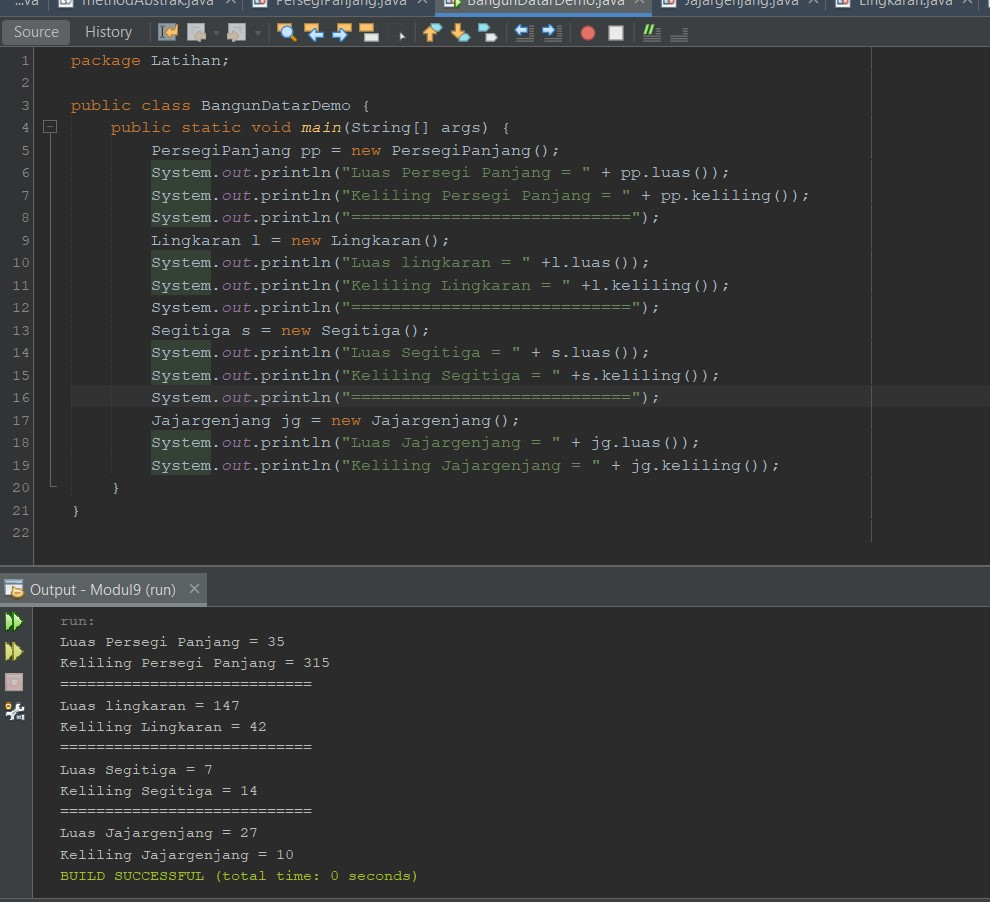 ...va methodAbstrak.java PersegiPanjang.java BangunDatarDemo.java Jajargenjang.java Lingkaran.java
Source History
1 package Latihan;
2
3 public class BangunDatarDemo {
4 public static void main(String[] args) {
5 PersegiPanjang pp = new PersegiPanjang();
6 System.out.println("Luas Persegi Panjang = " + pp.luas());
7 System.out.println("Keliling Persegi Panjang = " + pp.keliling());
8 System.out.println("============================");
9 Lingkaran l = new Lingkaran();
10 System.out.println("Luas lingkaran = " +l.luas());
11 System.out.println("Keliling Lingkaran = " +l.keliling());
12 System.out.println("============================");
13 Segitiga s = new Segitiga();
14 System.out.println("Luas Segitiga = " + s.luas());
15 System.out.println("Keliling Segitiga = " +s.keliling());
16 System.out.println("============================");
17 Jajargenjang jg = new Jajargenjang();
18 System.out.println("Luas Jajargenjang = " + jg.luas());
19 System.out.println("Keliling Jajargenjang = " + jg.keliling());
20 }
21 }
22
Output - Modul9 (run)
run:
Luas Persegi Panjang = 35
Keliling Persegi Panjang = 315
============================
Luas lingkaran = 147
Keliling Lingkaran = 42
============================
Luas Segitiga = 7
Keliling Segitiga = 14
============================
Luas Jajargenjang = 27
Keliling Jajargenjang = 10
BUILD SUCCESSFUL (total time: 0 seconds)